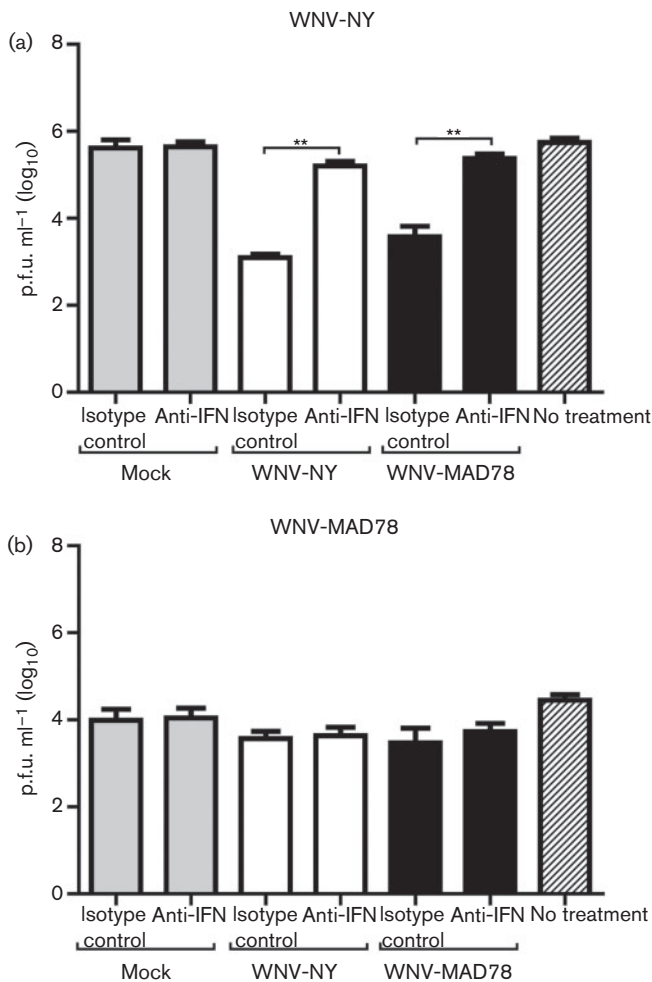 WNV-NY
(a)
8
6
4
2
0
p.f.u. ml⁻¹ (log₁₀)
** **
Isotype control Anti-IFN Isotype control Anti-IFN Isotype control Anti-IFN No treatment
Mock WNV-NY WNV-MAD78
WNV-MAD78
(b)
8
6
4
2
0
p.f.u. ml⁻¹ (log₁₀)
Isotype control Anti-IFN Isotype control Anti-IFN Isotype control Anti-IFN No treatment
Mock WNV-NY WNV-MAD78